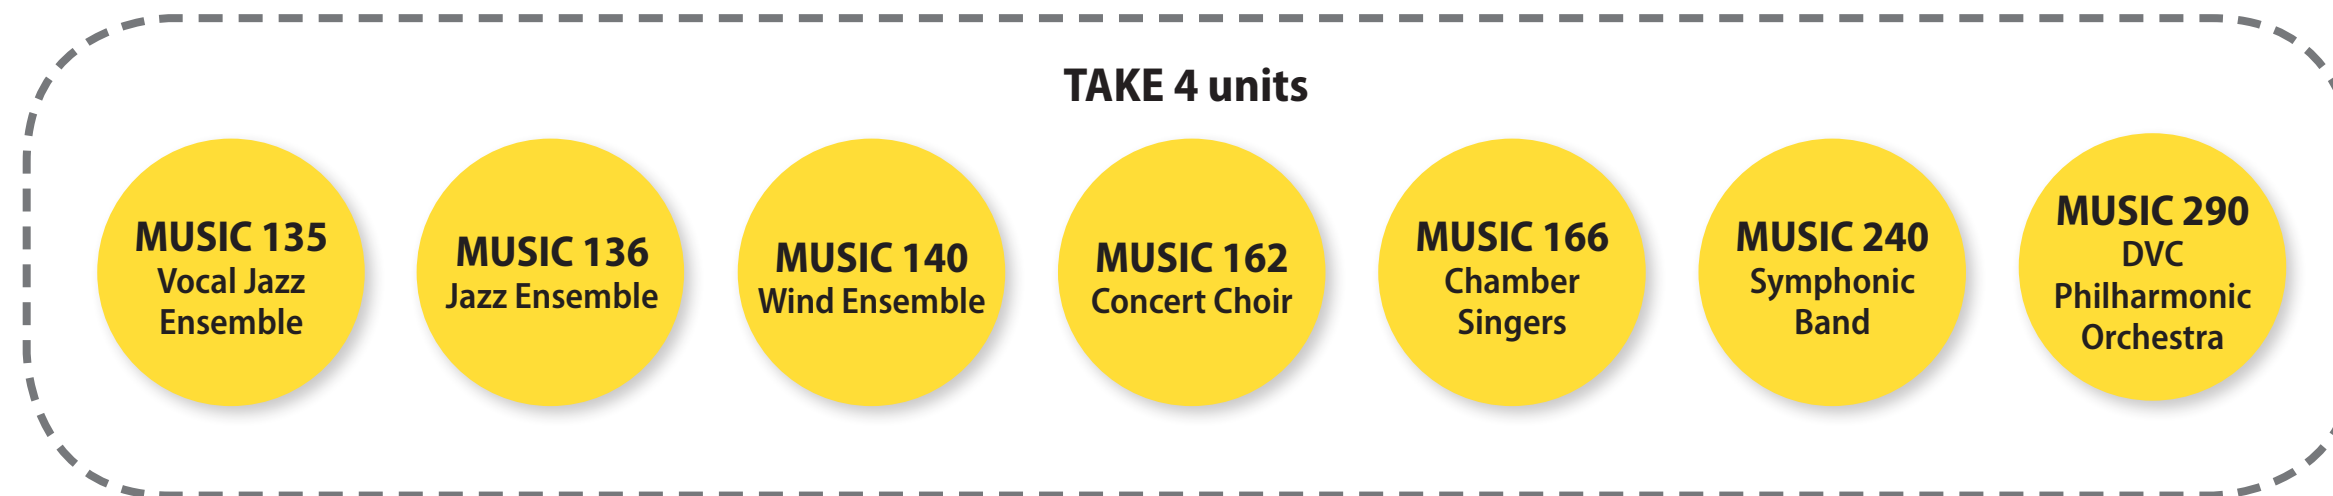 TAKE 4 units
MUSIC 135
Vocal Jazz
Ensemble
MUSIC 136
Jazz Ensemble
MUSIC 140
Wind Ensemble
MUSIC 162
Concert Choir
MUSIC 166
Chamber
Singers
MUSIC 240
Symphonic
Band
MUSIC 290
DVC
Philharmonic
Orchestra